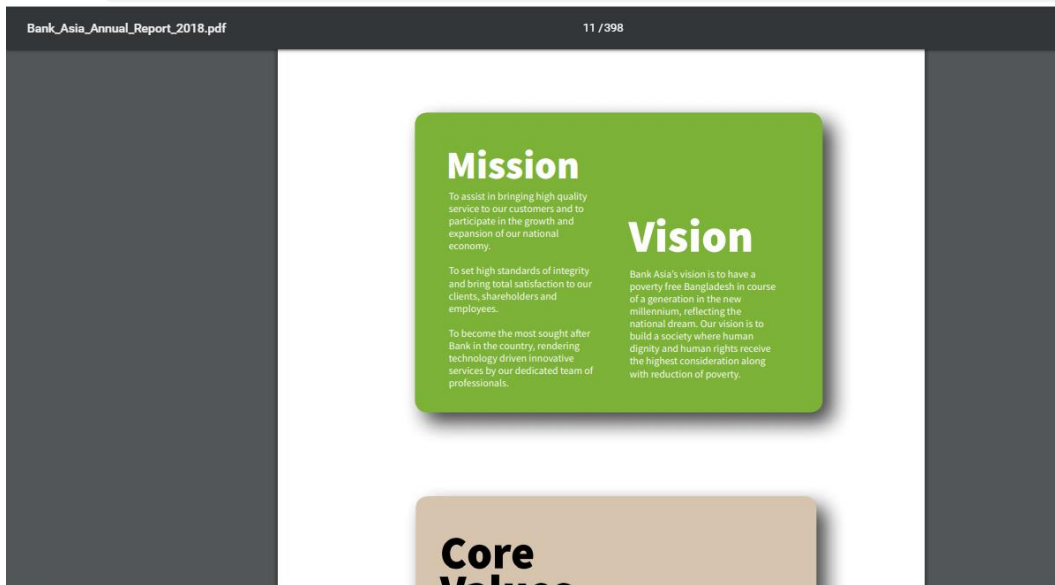 Bank_Asia_Annual_Report_2018.pdf
11 / 398
Mission
To assist in bringing high quality
service to our customers and to
participate in the growth and
expansion of our national
economy.
To set high standards of integrity
and bring total satisfaction to our
clients, shareholders and
employees.
To become the most sought after
Bank in the country, rendering
technology driven innovative
services by our dedicated team of
professionals.
Vision
Bank Asia's vision is to have a
poverty free Bangladesh in course
of a generation in the new
millennium, reflecting the
national dream. Our vision is to
build a society where human
dignity and human rights receive
the highest consideration along
with reduction of poverty.
Core
Values